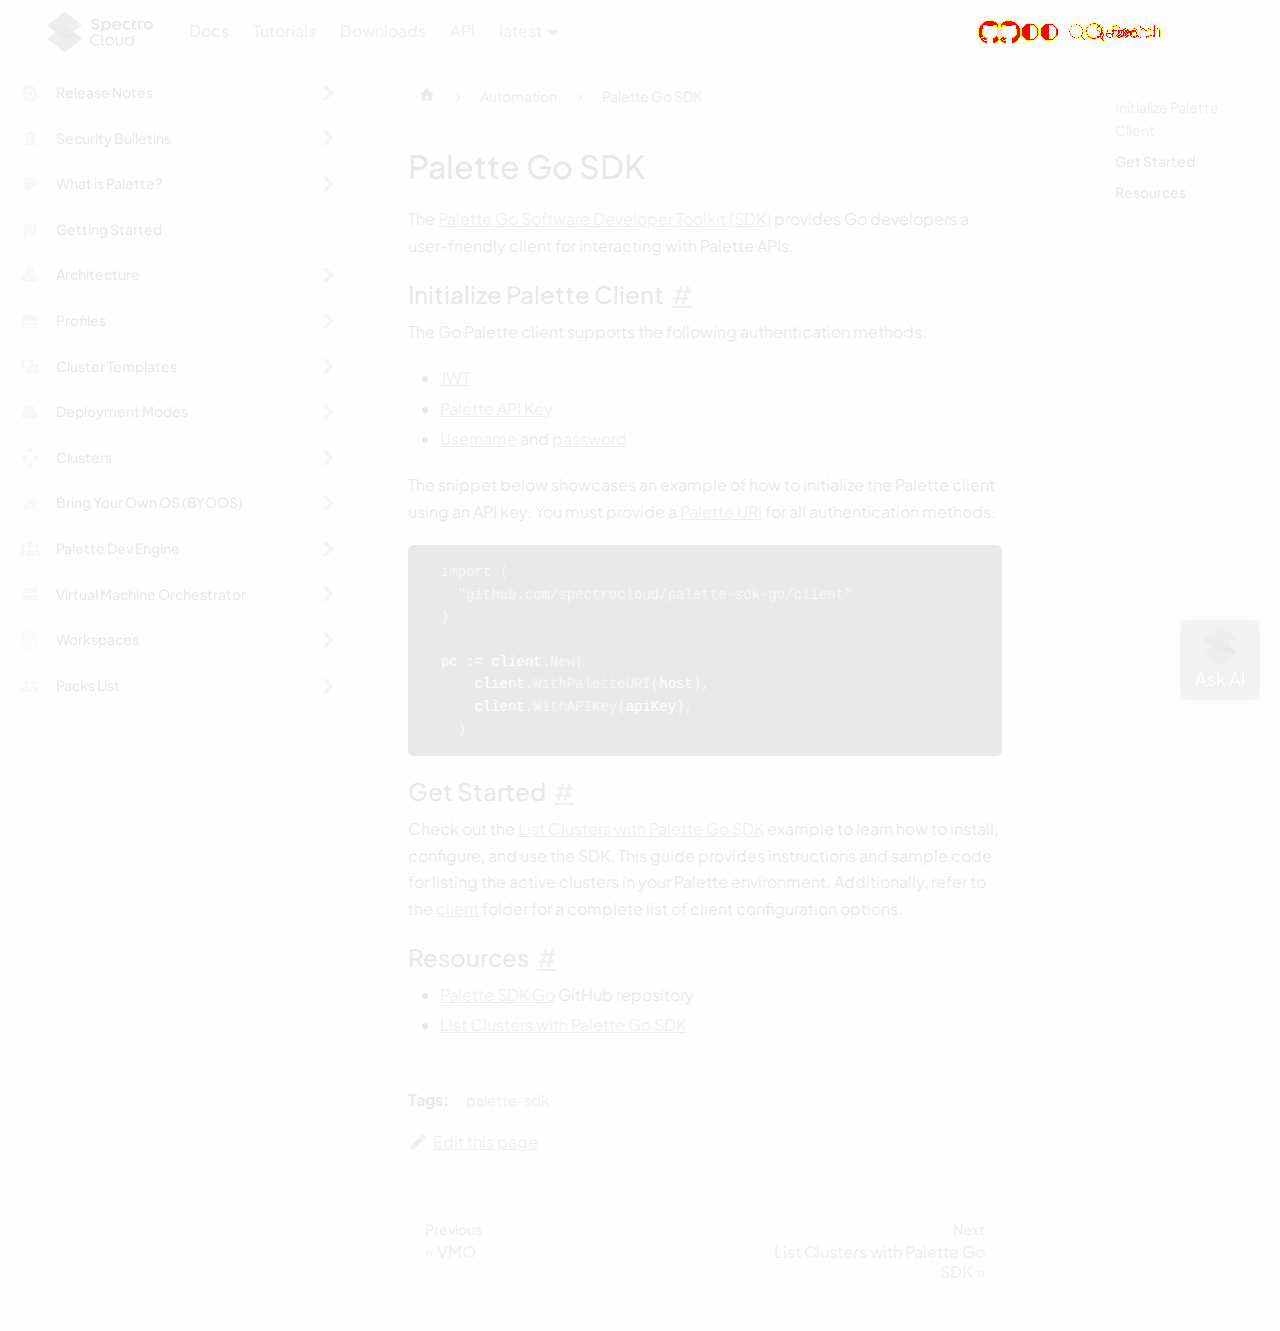 Spectro
Cloud
Docs
Tutorials
Downloads
API
latest
Release Notes
Security Bulletins
What is Palette?
Getting Started
Architecture
Profiles
Cluster Templates
Deployment Modes
Clusters
Bring Your Own OS (BYOOS)
Palette Dev Engine
Virtual Machine Orchestrator
Workspaces
Packs List
Automation
Palette Go SDK
Palette Go SDK
The Palette Go Software Developer Toolkit (SDK) provides Go developers a
user-friendly client for interacting with Palette APIs.
Initialize Palette Client #
The Go Palette client supports the following authentication methods.
JWT
Palette API Key
Username and password
The snippet below showcases an example of how to initialize the Palette client
using an API key. You must provide a Palette URI for all authentication methods.
import (
"github.com/spectrocloud/palette-sdk-go/client"
)
pc := client.New(
client.WithPaletteURI(host),
client.WithAPIKey(apiKey),
)
Get Started #
Check out the List Clusters with Palette Go SDK example to learn how to install,
configure, and use the SDK. This guide provides instructions and sample code
for listing the active clusters in your Palette environment. Additionally, refer to
the client folder for a complete list of client configuration options.
Resources #
Palette SDK Go GitHub repository
List Clusters with Palette Go SDK
Tags: palette-sdk
Edit this page
Previous
« VMO
Next
List Clusters with Palette Go
SDK »
Initialize Palette
Client
Get Started
Resources
Ask AI